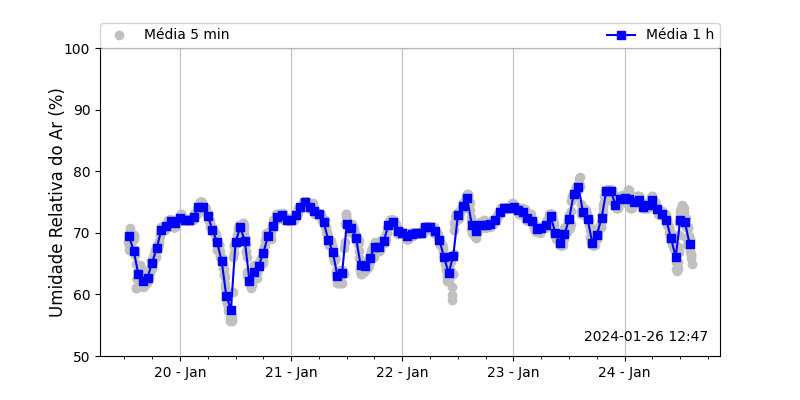 Média 5 min
Média 1 h
Umidade Relativa do Ar (%)
100
90
80
70
60
50
2024-01-26 12:47
20 - Jan
21 - Jan
22 - Jan
23 - Jan
24 - Jan